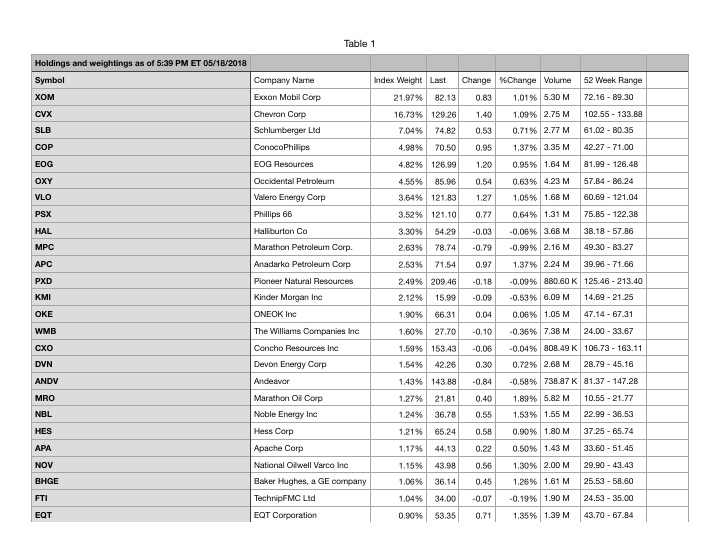 Table 1
Holdings and weightings as of 5:39 PM ET 05/18/2018
Symbol Company Name Index Weight Last Change %Change Volume 52 Week Range
XOM Exxon Mobil Corp 21.97% 82.13 0.83 1.01% 5.30 M 72.16 - 89.30
CVX Chevron Corp 16.73% 129.26 1.40 1.09% 2.75 M 102.55 - 133.88
SLB Schlumberger Ltd 7.04% 74.82 0.53 0.71% 2.77 M 61.02 - 80.35
COP ConocoPhillips 4.98% 70.50 0.95 1.37% 3.35 M 42.27 - 71.00
EOG EOG Resources 4.82% 126.99 1.20 0.95% 1.64 M 81.99 - 126.48
OXY Occidental Petroleum 4.55% 85.96 0.54 0.63% 4.23 M 57.84 - 86.24
VLO Valero Energy Corp 3.64% 121.83 1.27 1.05% 1.68 M 60.69 - 121.04
PSX Phillips 66 3.52% 121.10 0.77 0.64% 1.31 M 75.85 - 122.38
HAL Halliburton Co 3.30% 54.29 -0.03 -0.06% 3.68 M 38.18 - 57.86
MPC Marathon Petroleum Corp. 2.63% 78.74 -0.79 -0.99% 2.16 M 49.30 - 83.27
APC Anadarko Petroleum Corp 2.53% 71.54 0.97 1.37% 2.24 M 39.96 - 71.66
PXD Pioneer Natural Resources 2.49% 209.46 -0.18 -0.09% 880.60 K 125.46 - 213.40
KMI Kinder Morgan Inc 2.12% 15.99 -0.09 -0.53% 6.09 M 14.69 - 21.25
OKE ONEOK Inc 1.90% 66.31 0.04 0.06% 1.05 M 47.14 - 67.31
WMB The Williams Companies Inc 1.60% 27.70 -0.10 -0.36% 7.38 M 24.00 - 33.67
CXO Concho Resources Inc 1.59% 153.43 -0.06 -0.04% 808.49 K 106.73 - 163.11
DVN Devon Energy Corp 1.54% 42.26 0.30 0.72% 2.68 M 28.79 - 45.16
ANDV Andeavor 1.43% 143.88 -0.84 -0.58% 738.87 K 81.37 - 147.28
MRO Marathon Oil Corp 1.27% 21.81 0.40 1.89% 5.82 M 10.55 - 21.77
NBL Noble Energy Inc 1.24% 36.78 0.55 1.53% 1.55 M 22.99 - 36.53
HES Hess Corp 1.21% 65.24 0.58 0.90% 1.80 M 37.25 - 65.74
APA Apache Corp 1.17% 44.13 0.22 0.50% 1.43 M 33.60 - 51.45
NOV National Oilwell Varco Inc 1.15% 43.98 0.56 1.30% 2.00 M 29.90 - 43.43
BHGE Baker Hughes, a GE company 1.06% 36.14 0.45 1.26% 1.61 M 25.53 - 58.60
FTI TechnipFMC Ltd 1.04% 34.00 -0.07 -0.19% 1.90 M 24.53 - 35.00
EQT EQT Corporation 0.90% 53.35 0.71 1.35% 1.39 M 43.70 - 67.84